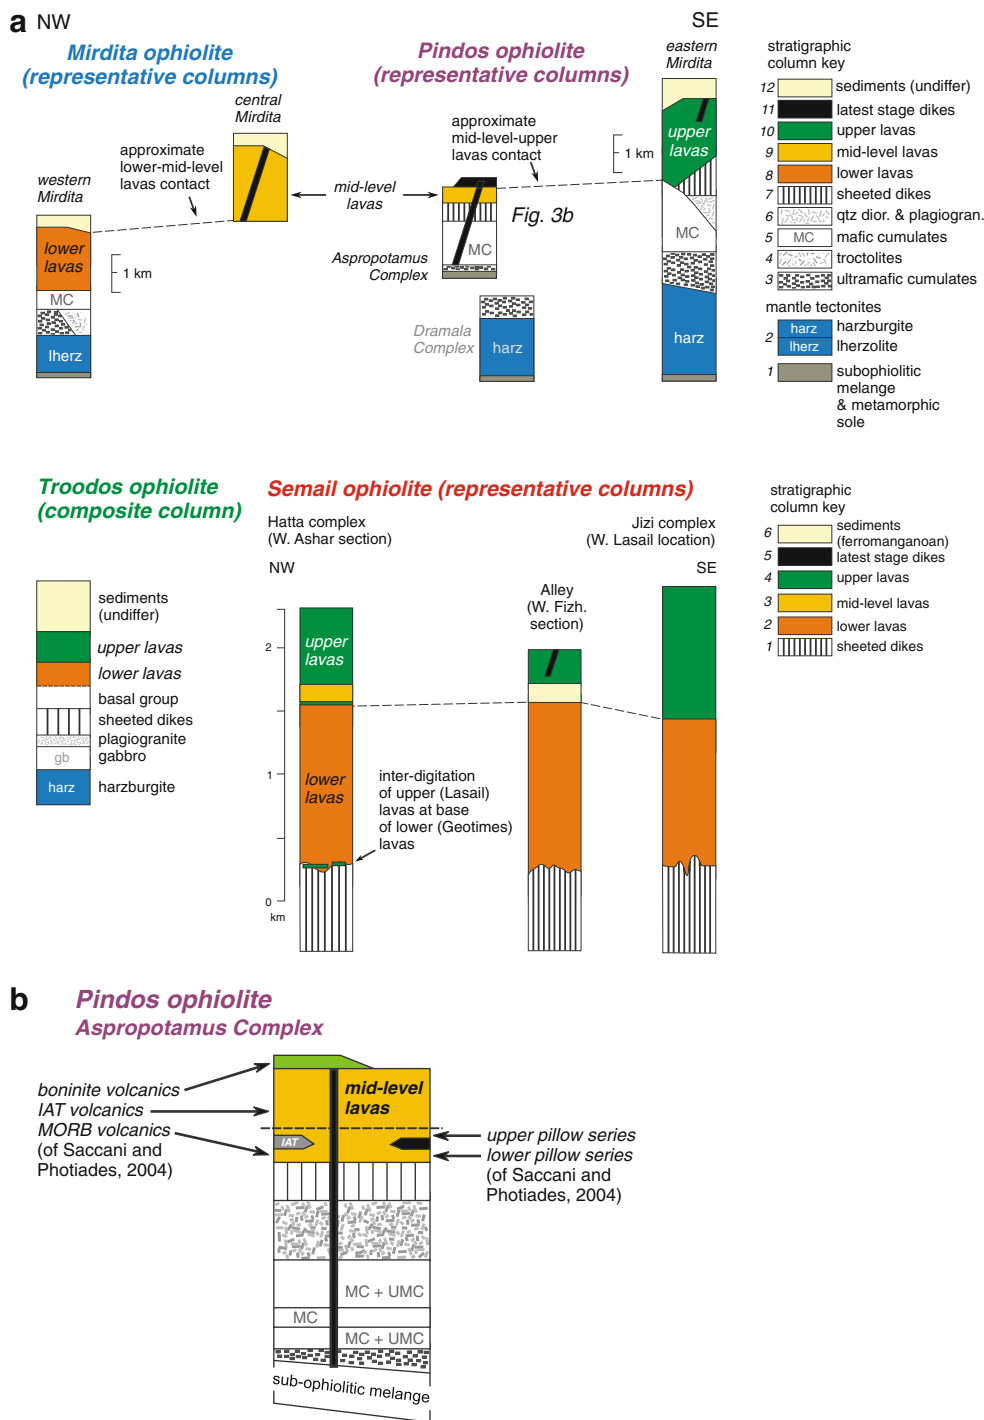 a NW
SE
Mirdita ophiolite
(representative columns)
Pindos ophiolite
(representative columns)
eastern
Mirdita
stratigraphic
column key
central
Mirdita
approximate
lower-mid-level
lavas contact
western
Mirdita
lower
lavas
1 km
MC
lherz
mid-level
lavas
approximate
mid-level-upper
lavas contact
1 km
Fig. 3b
MC
Aspropotamus
Complex
Dramala
Complex
harz
upper
lavas
MC
harz
12 sediments (undiffer)
11 latest stage dikes
10 upper lavas
9 mid-level lavas
8 lower lavas
7 sheeted dikes
6 qtz dior. & plagiogran.
5 MC mafic cumulates
4 troctolites
3 ultramafic cumulates
mantle tectonites
2 harz harzburgite
lherz lherzolite
1 subophiolitic
melange
& metamorphic
sole
Troodos ophiolite
(composite column)
sediments
(undiffer)
upper lavas
lower lavas
basal group
sheeted dikes
plagiogranite
gb gabbro
harz harzburgite
Semail ophiolite (representative columns)
Hatta complex
(W. Ashar section)
NW
Jizi complex
(W. Lasail location)
SE
Alley
(W. Fizh.
section)
2
1
0
km
upper
lavas
lower
lavas
inter-digitation
of upper (Lasail)
lavas at base
of lower (Geotimes)
lavas
stratigraphic
column key
6 sediments
(ferromanganoan)
5 latest stage dikes
4 upper lavas
3 mid-level lavas
2 lower lavas
1 sheeted dikes
b Pindos ophiolite
Aspropotamus Complex
boninite volcanics
IAT volcanics
MORB volcanics
(of Saccani and
Photiades, 2004)
mid-level
lavas
IAT
upper pillow series
lower pillow series
(of Saccani and
Photiades, 2004)
MC + UMC
MC
MC + UMC
sub-ophiolitic melange